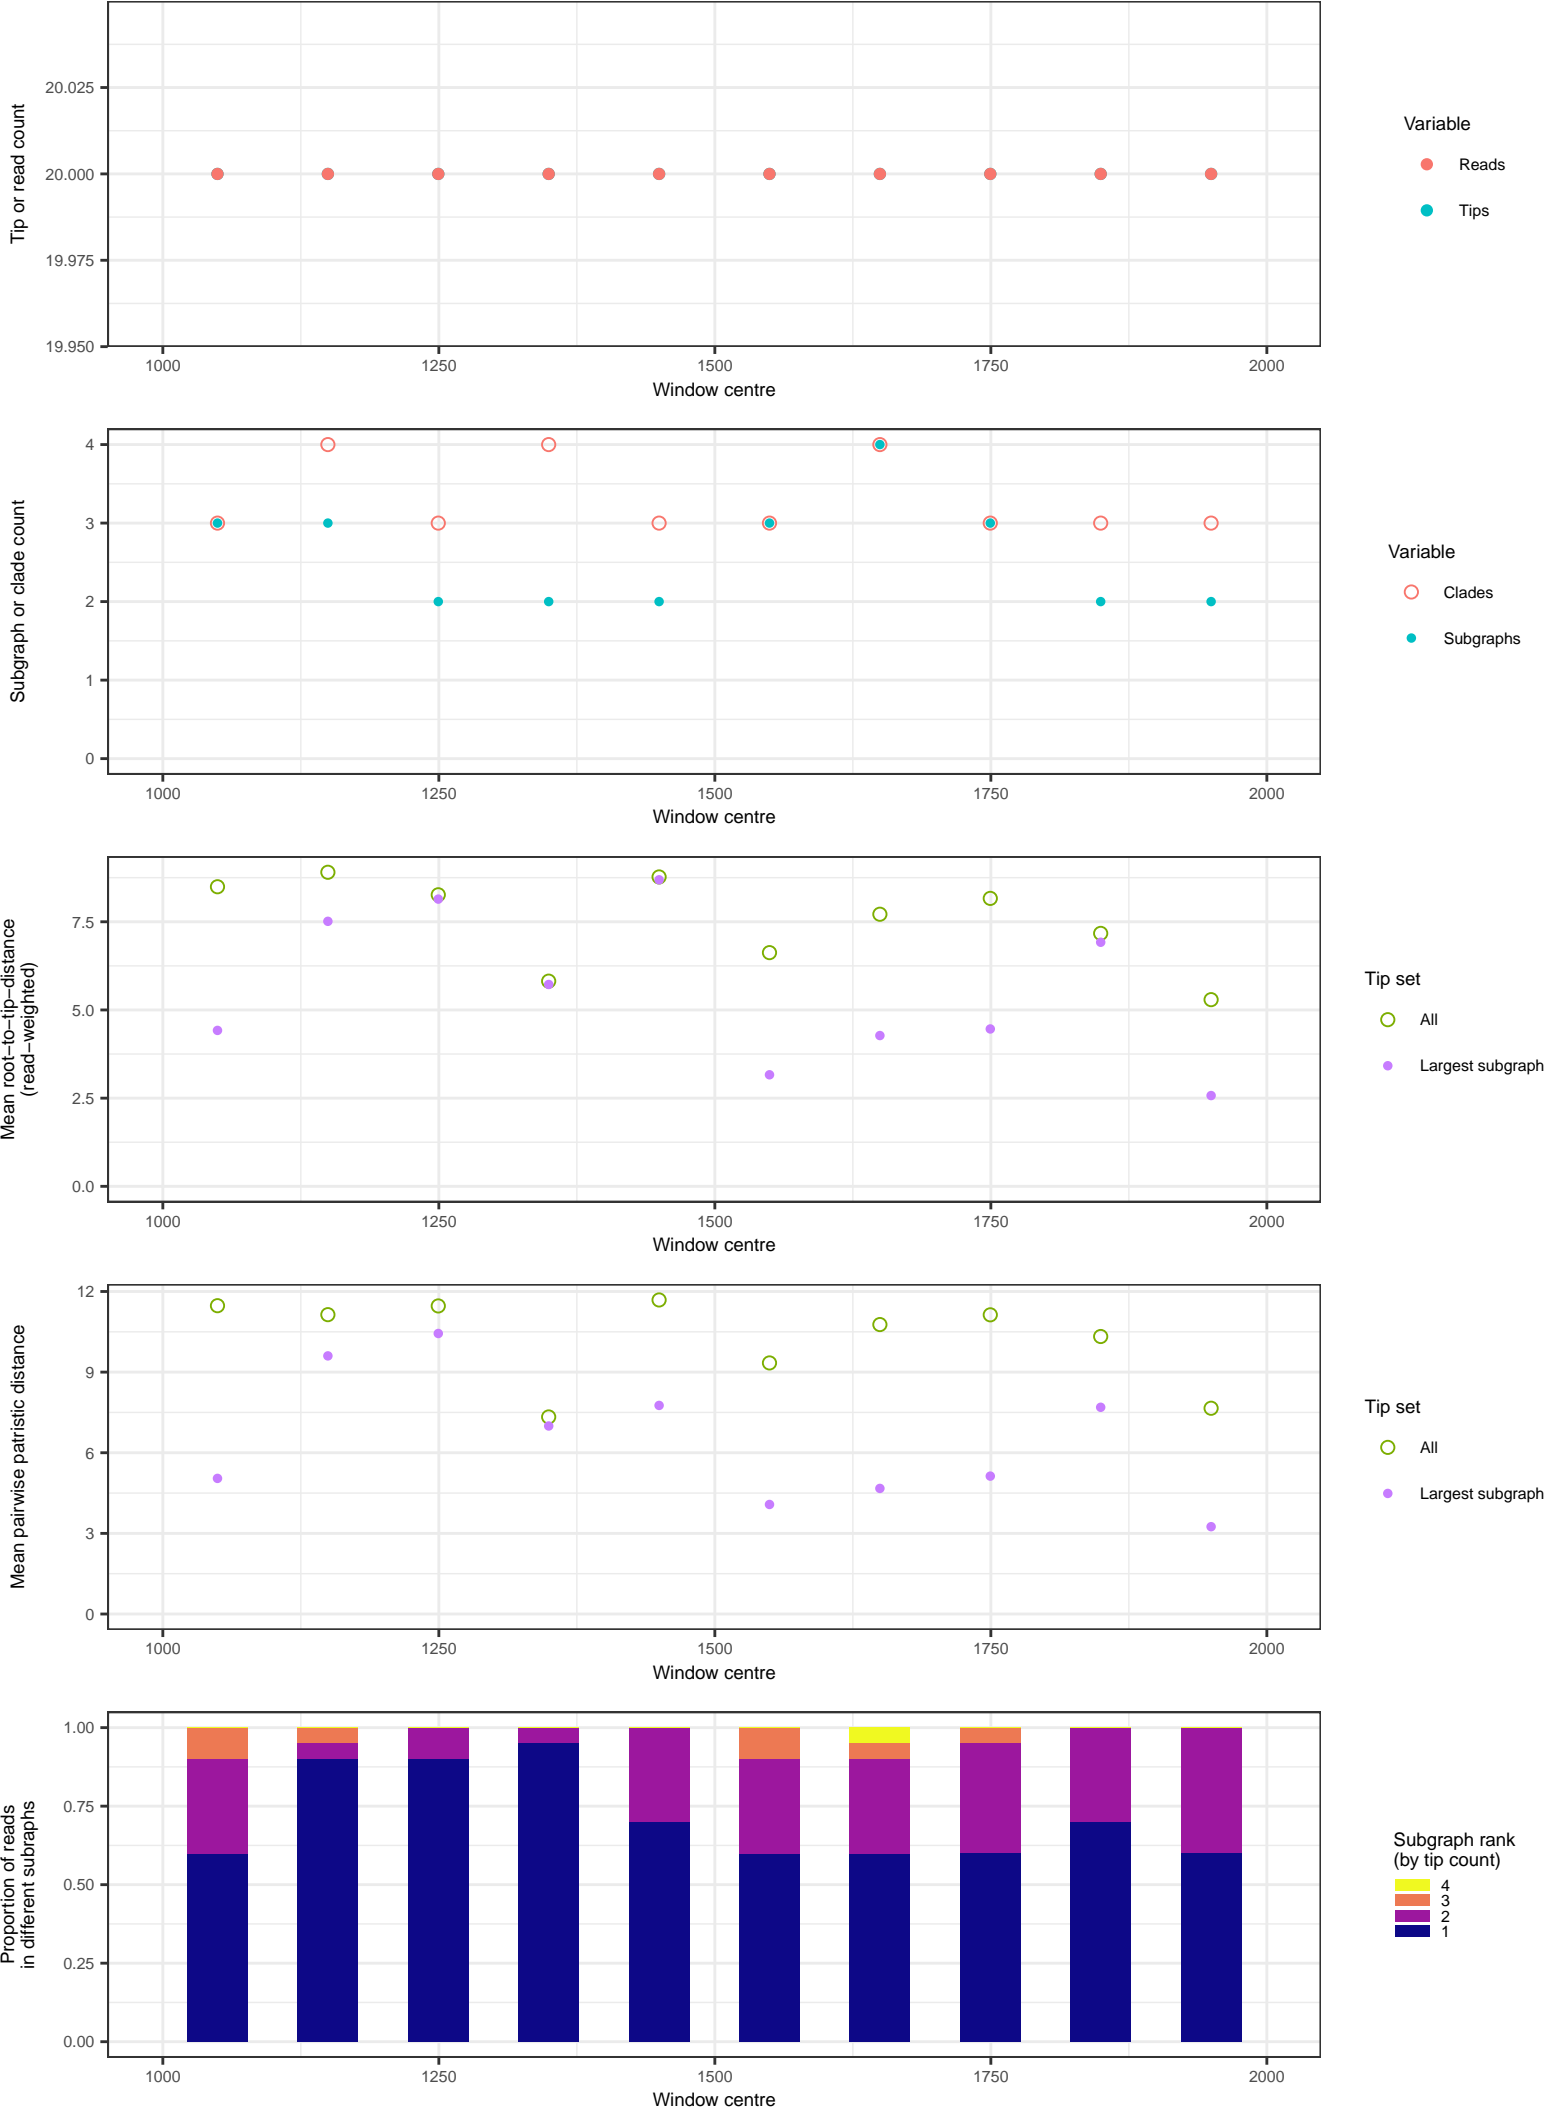 Tip or read count
20.025
20.000
19.975
19.950
1000 1250 1500 1750 2000
Window centre
Variable
Reads
Tips
Subgraph or clade count
4
3
2
1
0
1000 1250 1500 1750 2000
Window centre
Variable
Clades
Subgraphs
Mean root−to−tip−distance
(read−weighted)
7.5
5.0
2.5
0.0
1000 1250 1500 1750 2000
Window centre
Tip set
All
Largest subgraph
Mean pairwise patristic distance
12
9
6
3
0
1000 1250 1500 1750 2000
Window centre
Tip set
All
Largest subgraph
Proportion of reads
in different subraphs
1.00
0.75
0.50
0.25
0.00
1000 1250 1500 1750 2000
Window centre
Subgraph rank
(by tip count)
4
3
2
1